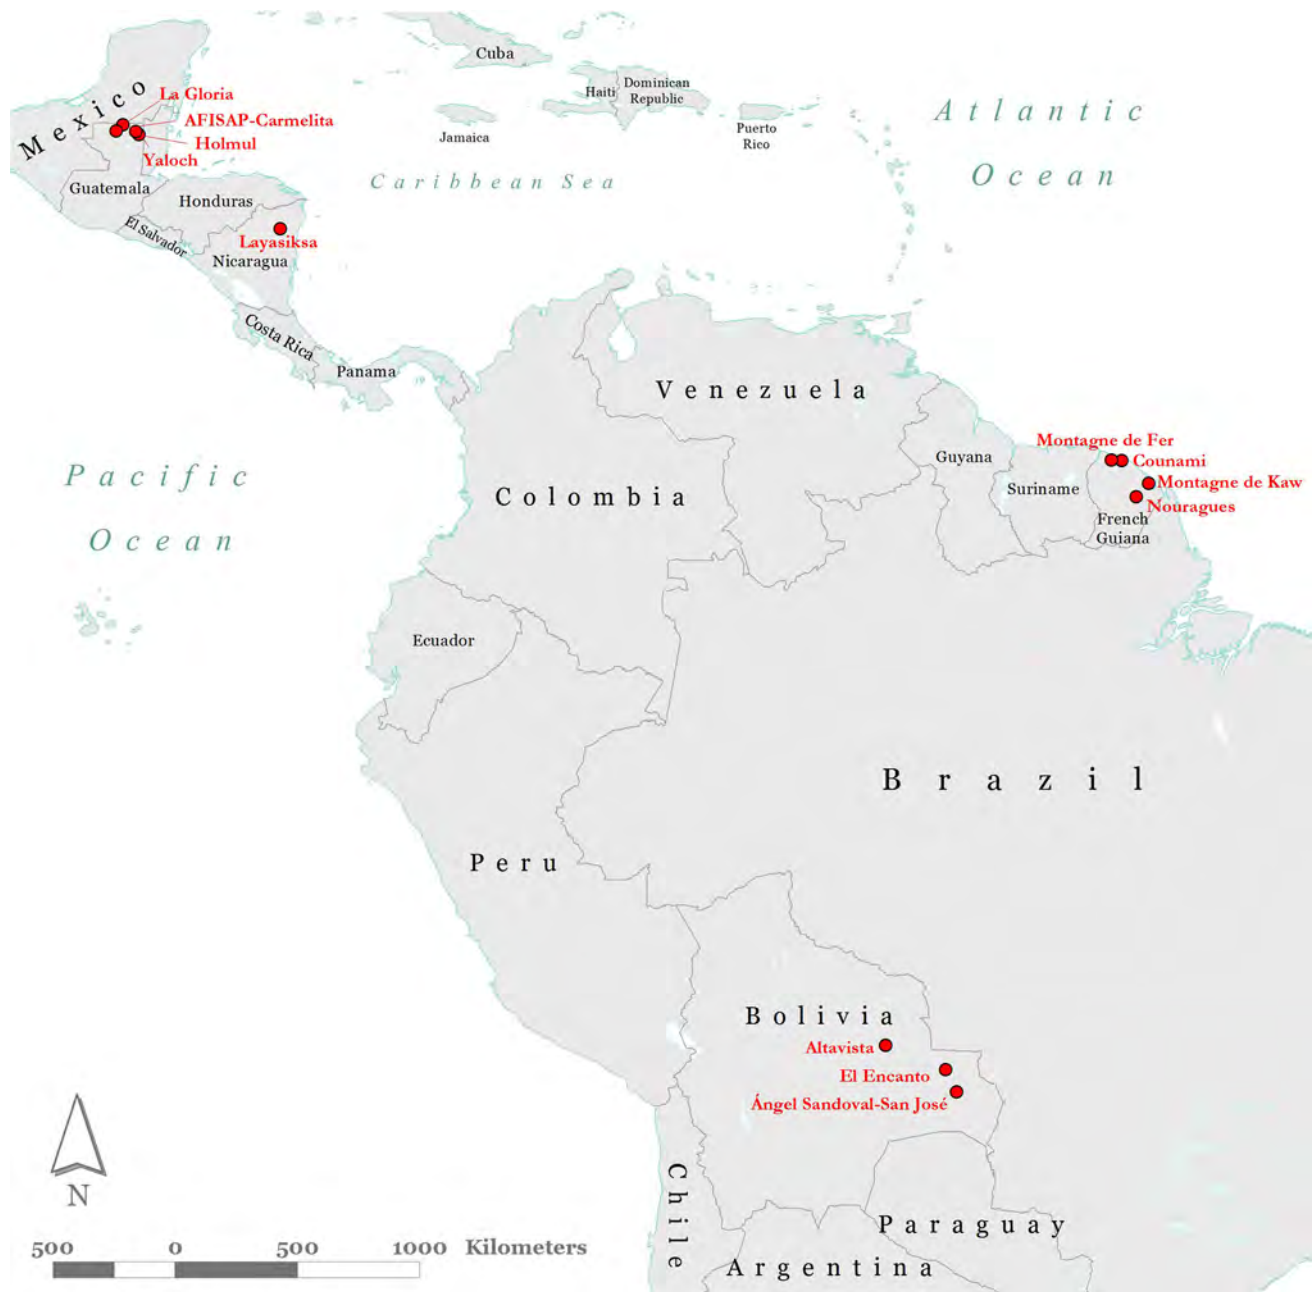 Cuba
Haiti
Dominican
Republic
Jamaica
Puerto
Rico
Atlantic
Ocean
Mexico
La Gloria
AFISAP-Carmelita
Holmul
Yaloch
Caribbean Sea
Guatemala
Honduras
El Salvador
Layasiksa
Nicaragua
Costa Rica
Panama
Venezuela
Pacific
Ocean
Colombia
Guyana
Suriname
Montagne de Fer
Counami
Montagne de Kaw
Nouragues
French
Guiana
Ecuador
Brazil
Peru
Bolivia
Altavista
El Encanto
Ángel Sandoval-San José
Chile
Paraguay
Argentina
N
500 0 500 1000 Kilometers